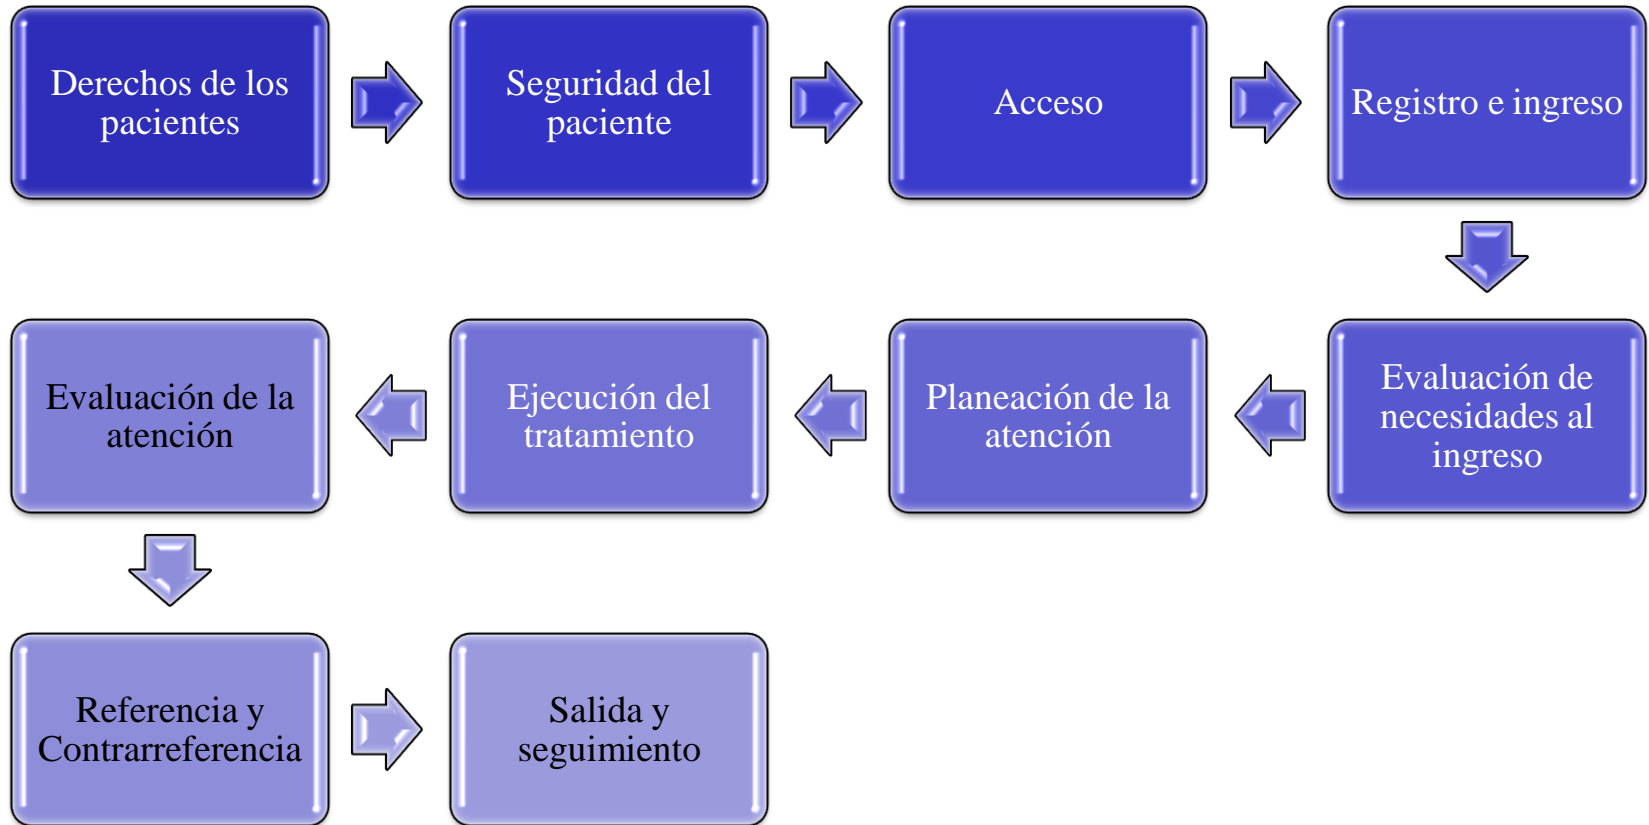 Derechos de los
pacientes
Seguridad del
paciente
Acceso
Registro e ingreso
Evaluación de
necesidades al
ingreso
Planeación de la
atención
Ejecución del
tratamiento
Evaluación de la
atención
Referencia y
Contrarreferencia
Salida y
seguimiento